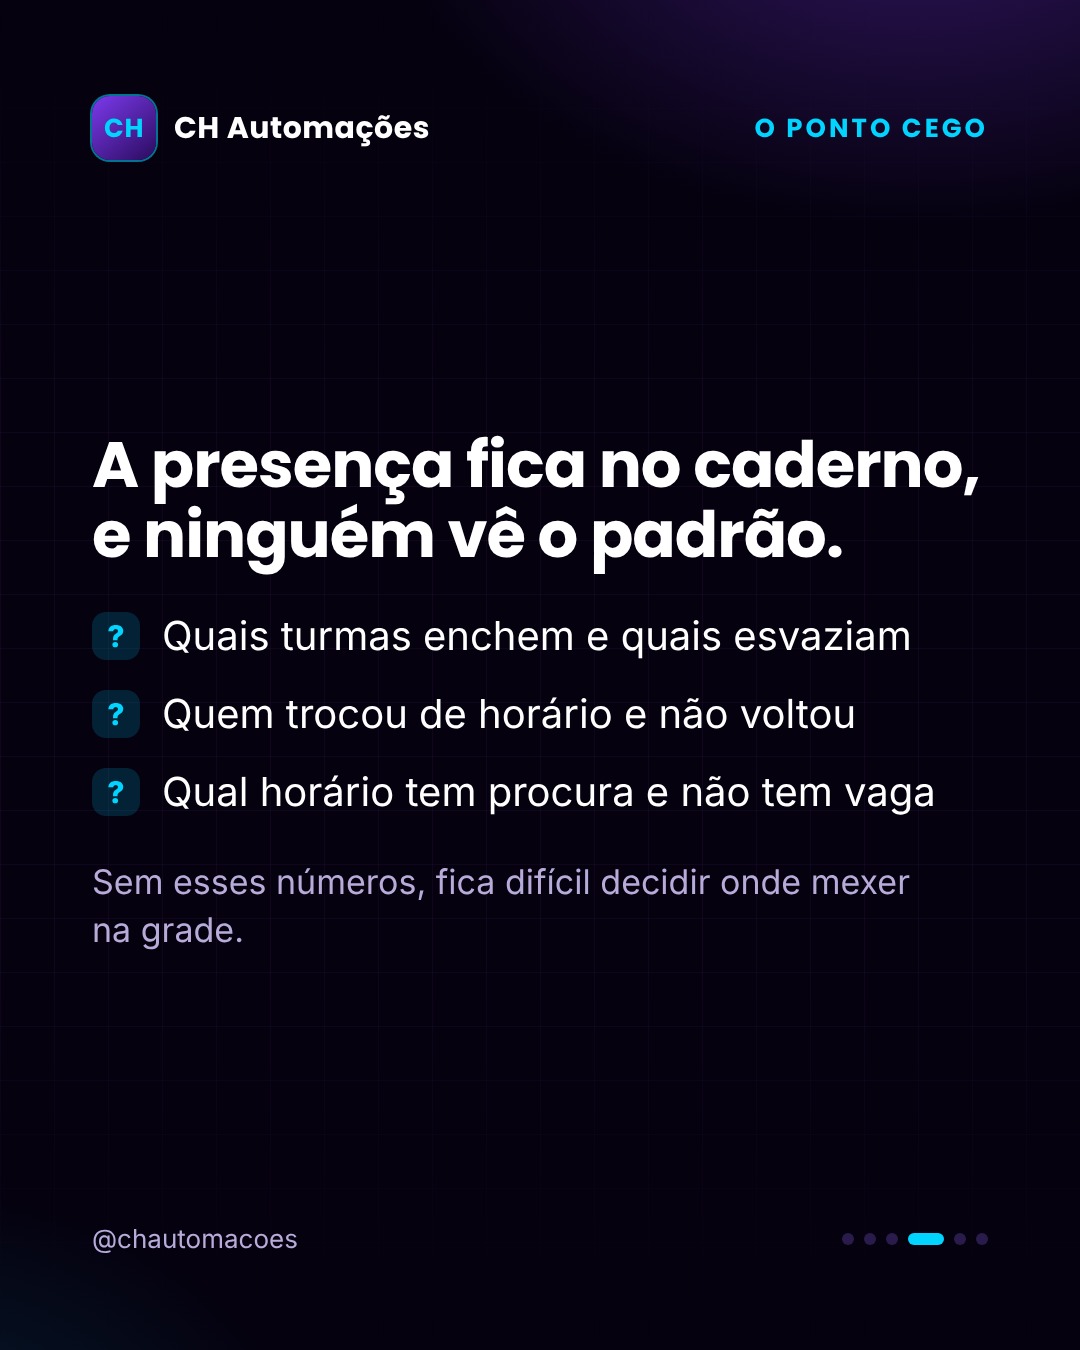 CH
CH Automações
O PONTO CEGO
A presença fica no caderno,
e ninguém vê o padrão.
? Quais turmas enchem e quais esvaziam
? Quem trocou de horário e não voltou
? Qual horário tem procura e não tem vaga
Sem esses números, fica difícil decidir onde mexer
na grade.
@chautomacoes